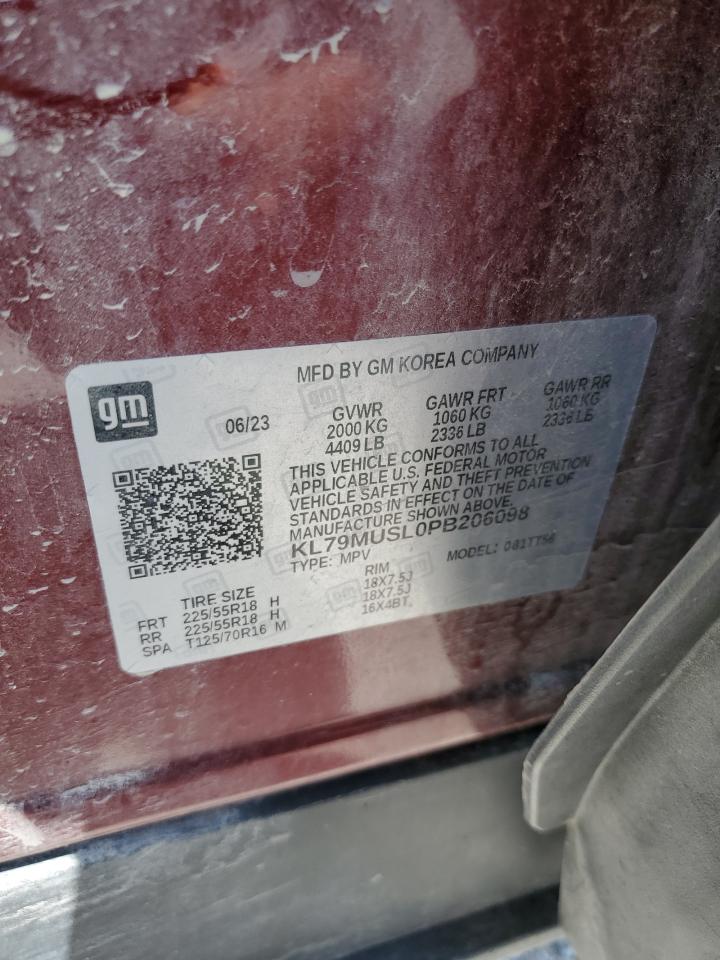 MFD BY GM KOREA COMPANY
gm
06/23
GVWR GAWR FRT GAWR RR
2000 KG 1060 KG 1060 KG
4409 LB 2336 LB 2336 LB
THIS VEHICLE CONFORMS TO ALL
APPLICABLE U.S. FEDERAL MOTOR
VEHICLE SAFETY AND THEFT PREVENTION
STANDARDS IN EFFECT ON THE DATE OF
MANUFACTURE SHOWN ABOVE.
KL79MUSL0PB206098
TYPE: MPV MODEL:
TIRE SIZE RIM
FRT 225/55R18 H 18X7.5J
RR 225/55R18 H 18X7.5J
SPA T125/70R16 M 16X4BT